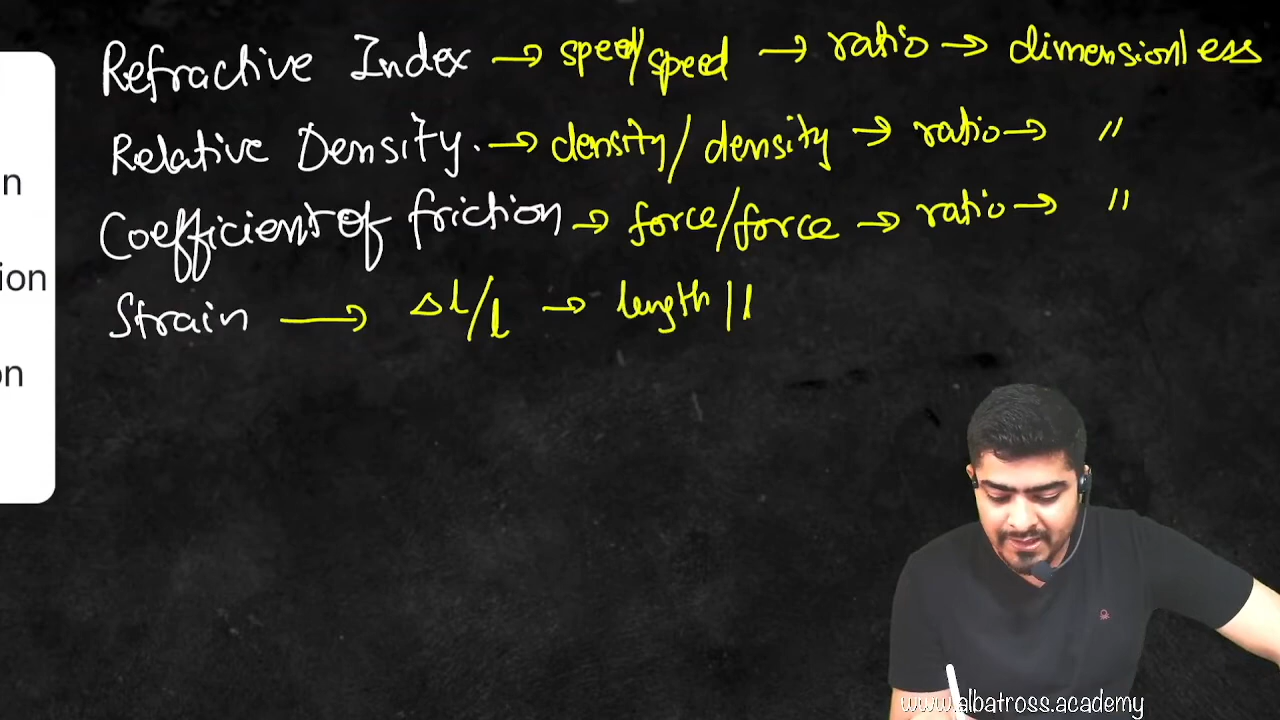 Refractive Index → speed/speed → ratio → dimensionless
Relative Density. → density/density → ratio → "
Coefficient of friction → force/force → ratio → "
Strain → Δl/l → length/l
n
ion
on
www.albatross.academy